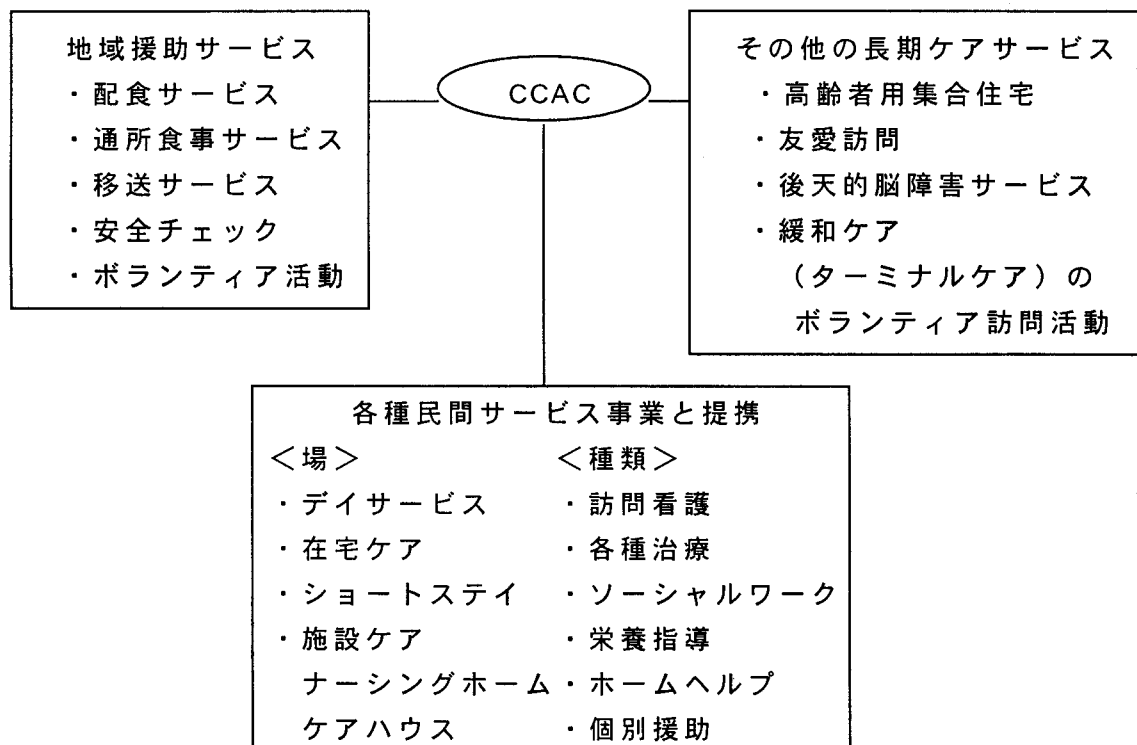 地域援助サービス
・配食サービス
・通所食事サービス
・移送サービス
・安全チェック
・ボランティア活動
CCAC
その他の長期ケアサービス
・高齢者用集合住宅
・友愛訪問
・後天的脳障害サービス
・緩和ケア
（ターミナルケア）の
ボランティア訪問活動
各種民間サービス事業と提携
＜場＞ ＜種類＞
・デイサービス ・訪問看護
・在宅ケア ・各種治療
・ショートステイ ・ソーシャルワーク
・施設ケア ・栄養指導
ナーシングホーム ・ホームヘルプ
ケアハウス ・個別援助